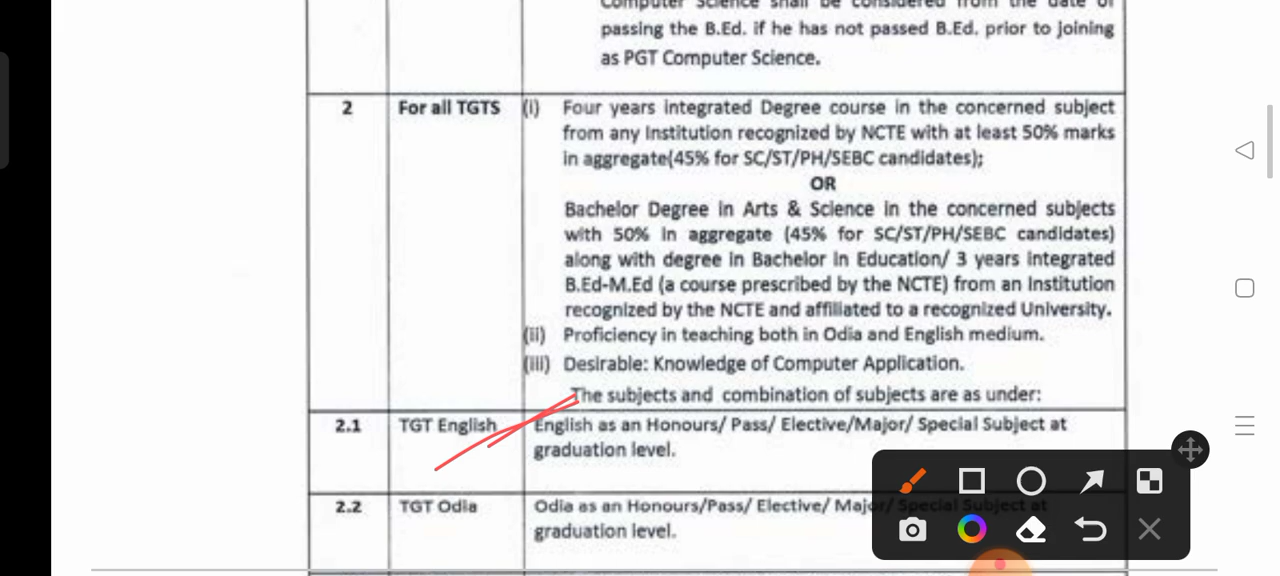 Computer Science shall be considered from the date of
passing the B.Ed. if he has not passed B.Ed. prior to joining
as PGT Computer Science.
2 For all TGTS (i) Four years integrated Degree course in the concerned subject
from any Institution recognized by NCTE with at least 50% marks
in aggregate(45% for SC/ST/PH/SEBC candidates);
OR
Bachelor Degree in Arts & Science in the concerned subjects
with 50% in aggregate (45% for SC/ST/PH/SEBC candidates)
along with degree in Bachelor in Education/ 3 years integrated
B.Ed-M.Ed (a course prescribed by the NCTE) from an Institution
recognized by the NCTE and affiliated to a recognized University.
(ii) Proficiency in teaching both in Odia and English medium.
(iii) Desirable: Knowledge of Computer Application.
The subjects and combination of subjects are as under:
2.1 TGT English English as an Honours/ Pass/ Elective/Major/ Special Subject at
graduation level.
2.2 TGT Odia Odia as an Honours/Pass/ Elective/ Major/ Special Subject at
graduation level.